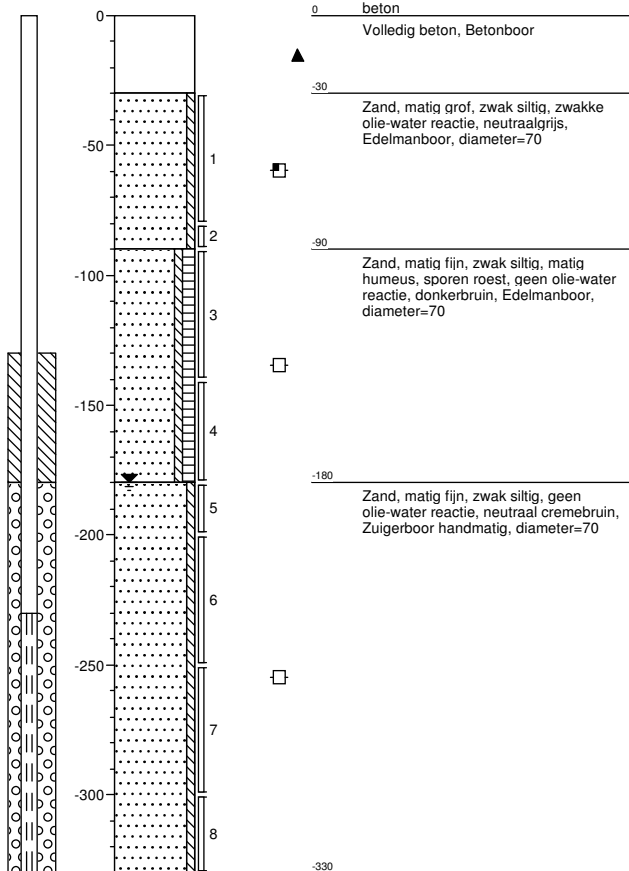 0
-50
-100
-150
-200
-250
-300
1
2
3
4
5
6
7
8
0
beton
Volledig beton, Betonboor
-30
Zand, matig grof, zwak siltig, zwakke
olie-water reactie, neutraalgrijs,
Edelmanboor, diameter=70
-90
Zand, matig fijn, zwak siltig, matig
humeus, sporen roest, geen olie-water
reactie, donkerbruin, Edelmanboor,
diameter=70
-180
Zand, matig fijn, zwak siltig, geen
olie-water reactie, neutraal cremebruin,
Zuigerboor handmatig, diameter=70
-330